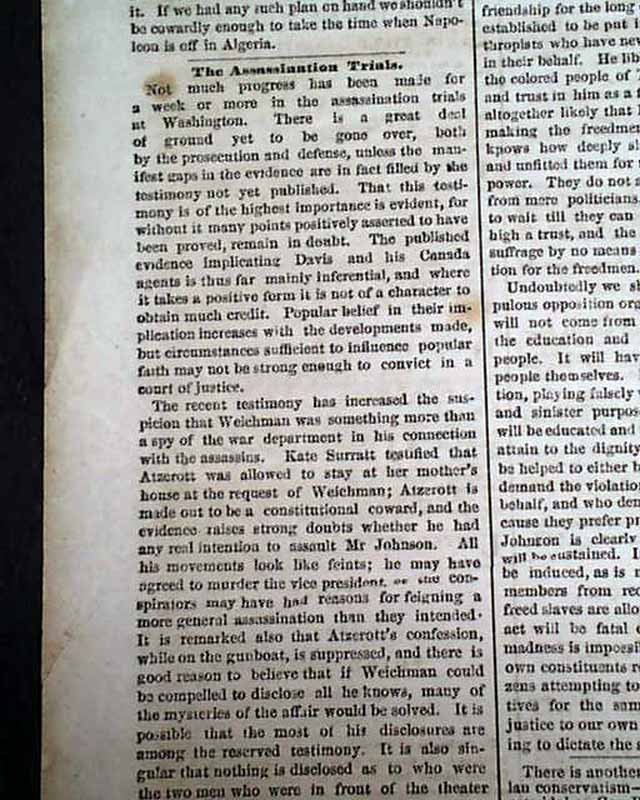 it. If we had any such plan on hand we shouldn't
be cowardly enough to take the time when Napo-
leon is off in Algeria.
The Assassination Trials.
Not much progress has been made for
a week or more in the assassination trials
at Washington. There is a great deal
of ground yet to be gone over, both
by the prosecution and defense, unless the man-
ifest gaps in the evidence are in fact filled by the
testimony not yet published. That this testi-
mony is of the highest importance is evident, for
without it many points positively asserted to have
been proved, remain in doubt. The published
evidence implicating Davis and his Canada
agents is thus far mainly inferential, and where
it takes a positive form it is not of a character to
obtain much credit. Popular belief in their im-
plication increases with the developments made,
but circumstances sufficient to influence popular
faith may not be strong enough to convict in a
court of justice.
The recent testimony has increased the sus-
picion that Weichman was something more than
a spy of the war department in his connection
with the assassins. Kate Surratt testified that
Atzerott was allowed to stay at her mother's
house at the request of Weichman; Atzerott is
made out to be a constitutional coward, and the
evidence raises strong doubts whether he had
any real intention to assault Mr Johnson. All
his movements look like feints; he may have
agreed to murder the vice president, or the con-
spirators may have had reasons for feigning a
more general assassination than they intended.
It is remarked also that Atzerott's confession,
while on the gunboat, is suppressed, and there is
good reason to believe that if Weichman could
be compelled to disclose all he knows, many of
the mysteries of the affair would be solved. It is
possible that the most of his disclosures are
among the reserved testimony. It is also sin-
gular that nothing is disclosed as to who were
the two men who were in front of the theater
friendship for the long
established to be put i
thropists who have nev
in their behalf. He lib
the colored people of
and trust in him as a f
altogether likely that
making the freedmen
knows how deeply sl
and unfitted them for
power. They do not
from mere politicians.
to wait till they can
high a trust, and the
suffrage by no means
tion for the freedmen.
Undoubtedly we sh
pulous opposition org
will not come from
the education and
people. It will hav
people themselves.
tion, playing falsely
and sinister purpos
will be educated and
attain to the dignity
be helped to either b
demand the violation
behalf, and who den
cause they prefer pr
Johnson is clearly
will be sustained. I
be induced, as is r
members from rec
freed slaves are allo
act will be fatal
madness is impossi
own constituents r
zens attempting to
tives for the sam
justice to our own
ing to dictate the s
There is another
lan conservatism